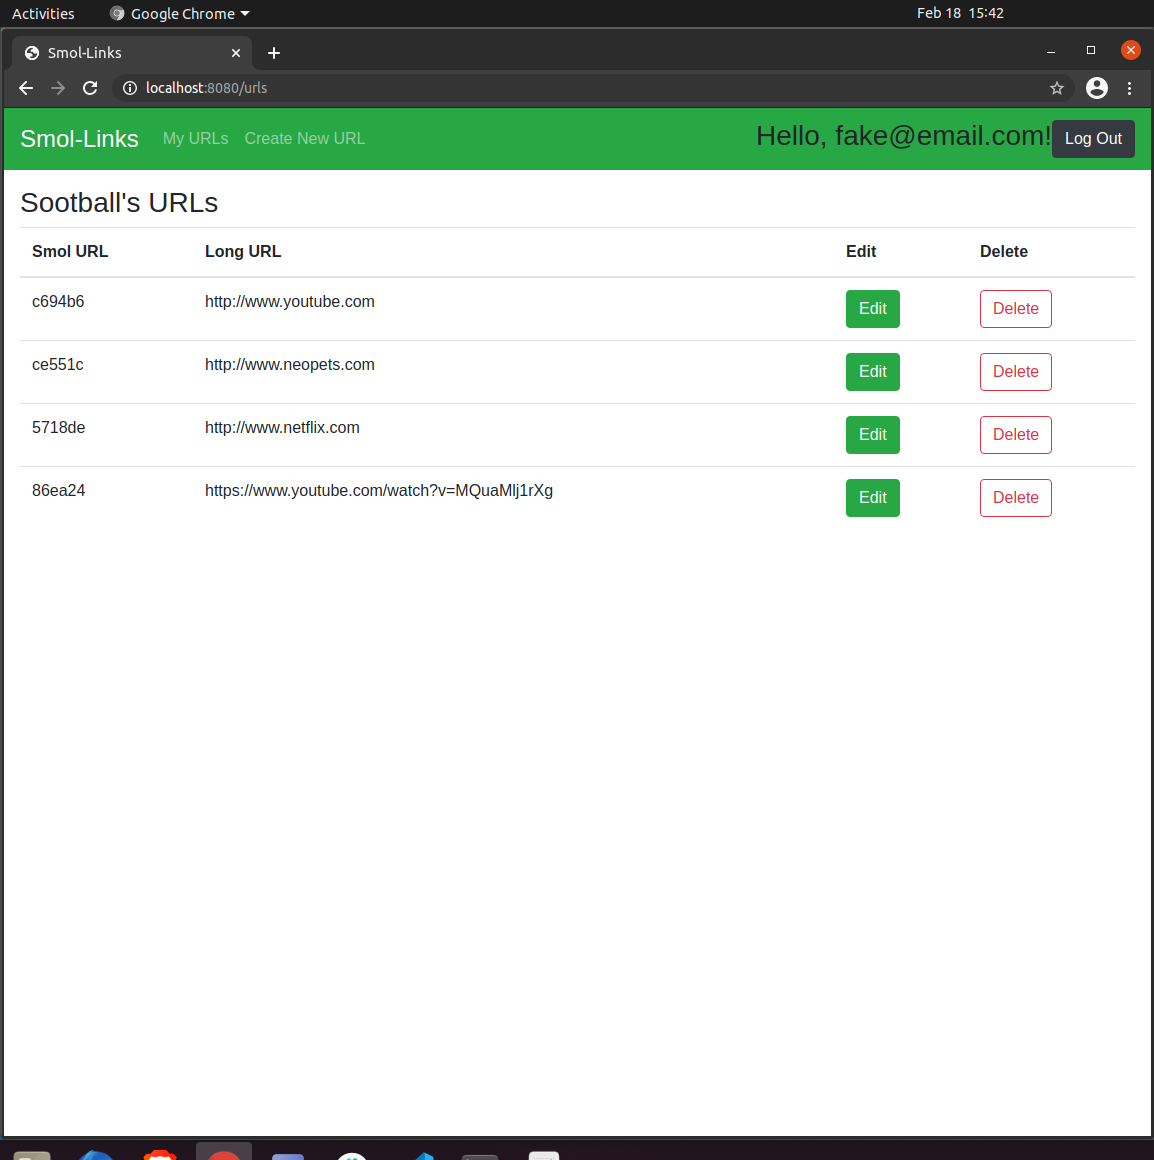 Activities Google Chrome Feb 18 15:42
Smol-Links
localhost:8080/urls
Smol-Links My URLs Create New URL Hello, fake@email.com! Log Out
Sootball's URLs
Smol URL Long URL Edit Delete
c694b6 http://www.youtube.com Edit Delete
ce551c http://www.neopets.com Edit Delete
5718de http://www.netflix.com Edit Delete
86ea24 https://www.youtube.com/watch?v=MQuaMlj1rXg Edit Delete